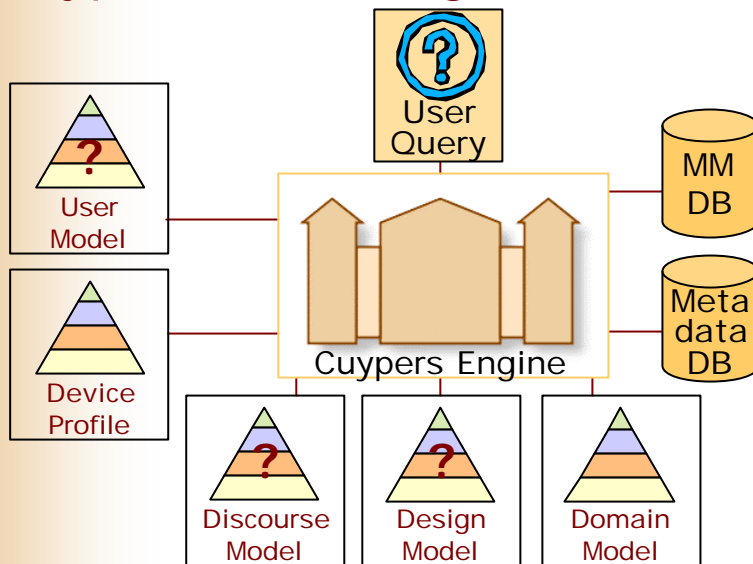 ?
User
Query
?
User
Model
MM
DB
Device
Profile
Cuypers Engine
Meta
data
DB
?
Discourse
Model
?
Design
Model
Domain
Model